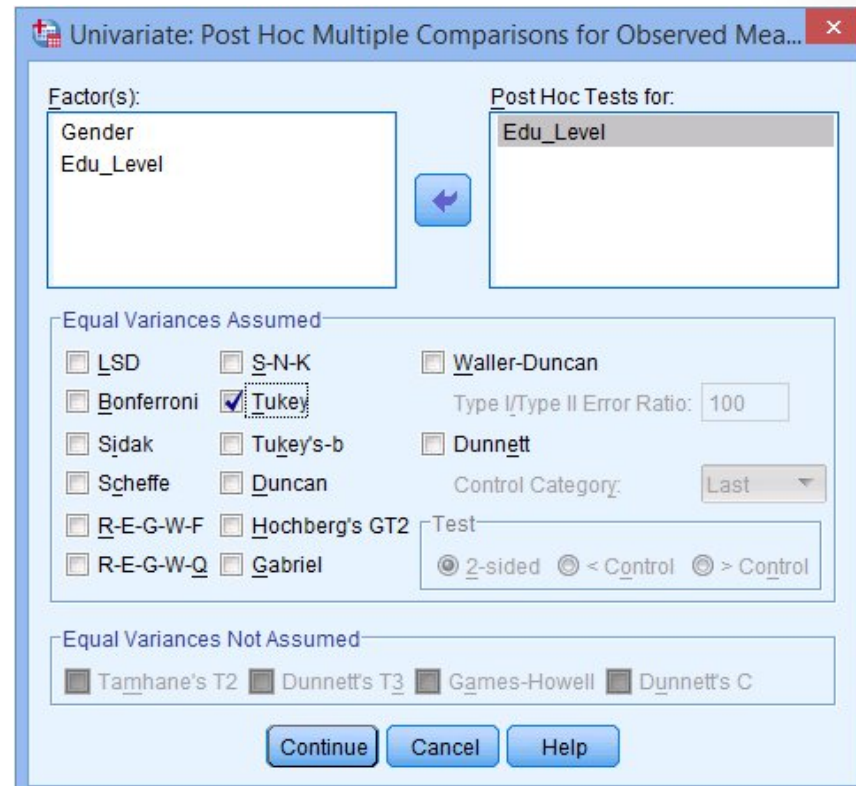 Univariate: Post Hoc Multiple Comparisons for Observed Mea...
Factor(s):
Gender
Edu_Level
Post Hoc Tests for:
Edu_Level
Equal Variances Assumed
LSD
S-N-K
Waller-Duncan
Bonferroni
Tukey
Type I/Type II Error Ratio: 100
Sidak
Tukey's-b
Dunnett
Scheffe
Duncan
Control Category: Last
R-E-G-W-F
Hochberg's GT2
Test
R-E-G-W-Q
Gabriel
2-sided
< Control
> Control
Equal Variances Not Assumed
Tamhane's T2
Dunnett's T3
Games-Howell
Dunnett's C
Continue
Cancel
Help